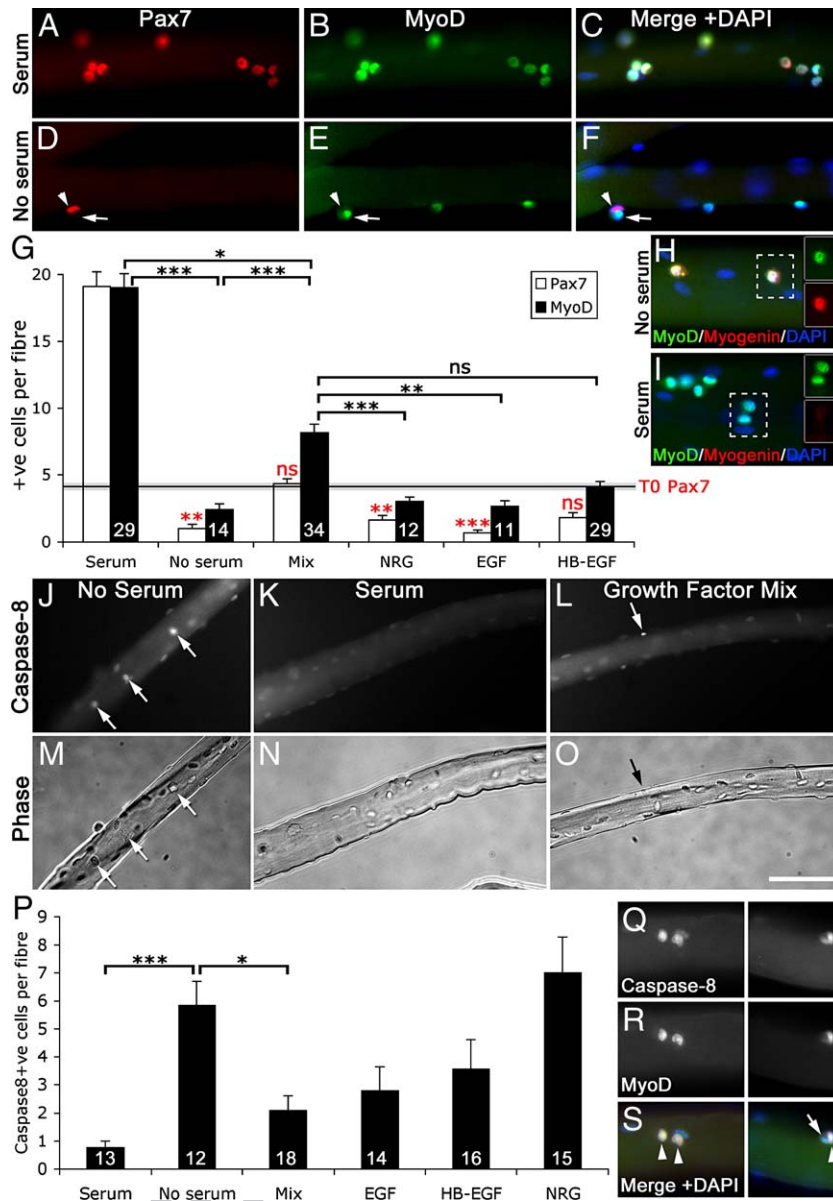 A Pax7
B MyoD
C Merge +DAPI
Serum
D
E
F
No serum
G
* 
*** ***
Pax7
MyoD
ns
**
***
+ve cells per fibre
20
15
10
5
0
ns
** ** *** ns
T0 Pax7
29 14 34 12 11 29
Serum No serum Mix NRG EGF HB-EGF
H
No serum
MyoD/Myogenin/DAPI
I
Serum
MyoD/Myogenin/DAPI
J No Serum
K Serum
L Growth Factor Mix
Caspase-8
M
N
O
Phase
P
Caspase8+ve cells per fibre
9
8
7
6
5
4
3
2
1
0
*** *
13 12 18 14 16 15
Serum No serum Mix EGF HB-EGF NRG
Q
Caspase-8
R
MyoD
S
Merge +DAPI